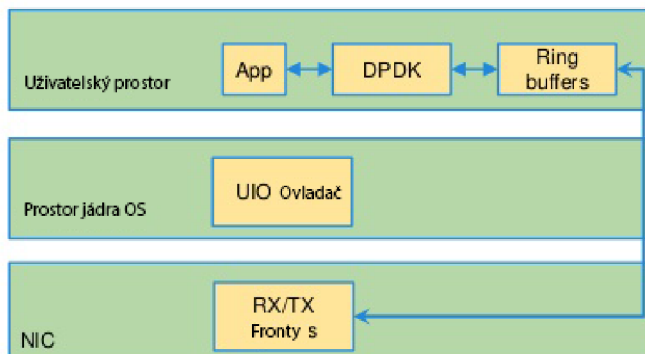 Uživatelský prostor
App
DPDK
Ring
buffers
Prostor jádra OS
UIO Ovladač
NIC
RX/TX
Fronty s